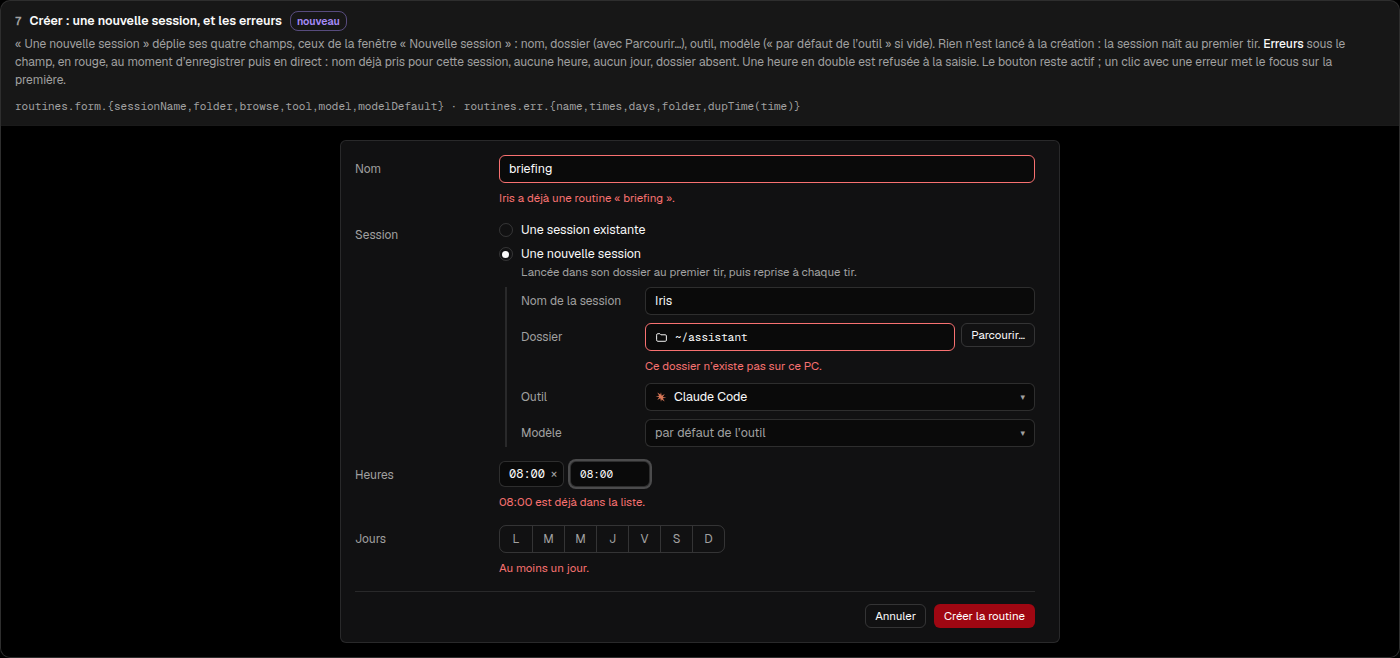 7 Créer : une nouvelle session, et les erreurs nouveau
« Une nouvelle session » déplie ses quatre champs, ceux de la fenêtre « Nouvelle session » : nom, dossier (avec Parcourir…), outil, modèle (« par défaut de l'outil » si vide). Rien n'est lancé à la création : la session naît au premier tir. Erreurs sous le
champ, en rouge, au moment d'enregistrer puis en direct : nom déjà pris pour cette session, aucune heure, aucun jour, dossier absent. Une heure en double est refusée à la saisie. Le bouton reste actif ; un clic avec une erreur met le focus sur la
première.
routines.form.{sessionName,folder,browse,tool,model,modelDefault} · routines.err.{name,times,days,folder,dupTime(time)}
Nom briefing
Iris a déjà une routine « briefing ».
Session Une session existante
Une nouvelle session
Lancée dans son dossier au premier tir, puis reprise à chaque tir.
Nom de la session Iris
Dossier ~/assistant Parcourir…
Ce dossier n'existe pas sur ce PC.
Outil Claude Code ▾
Modèle par défaut de l'outil ▾
Heures 08:00 × 08:00
08:00 est déjà dans la liste.
Jours L M M J V S D
Au moins un jour.
Annuler Créer la routine